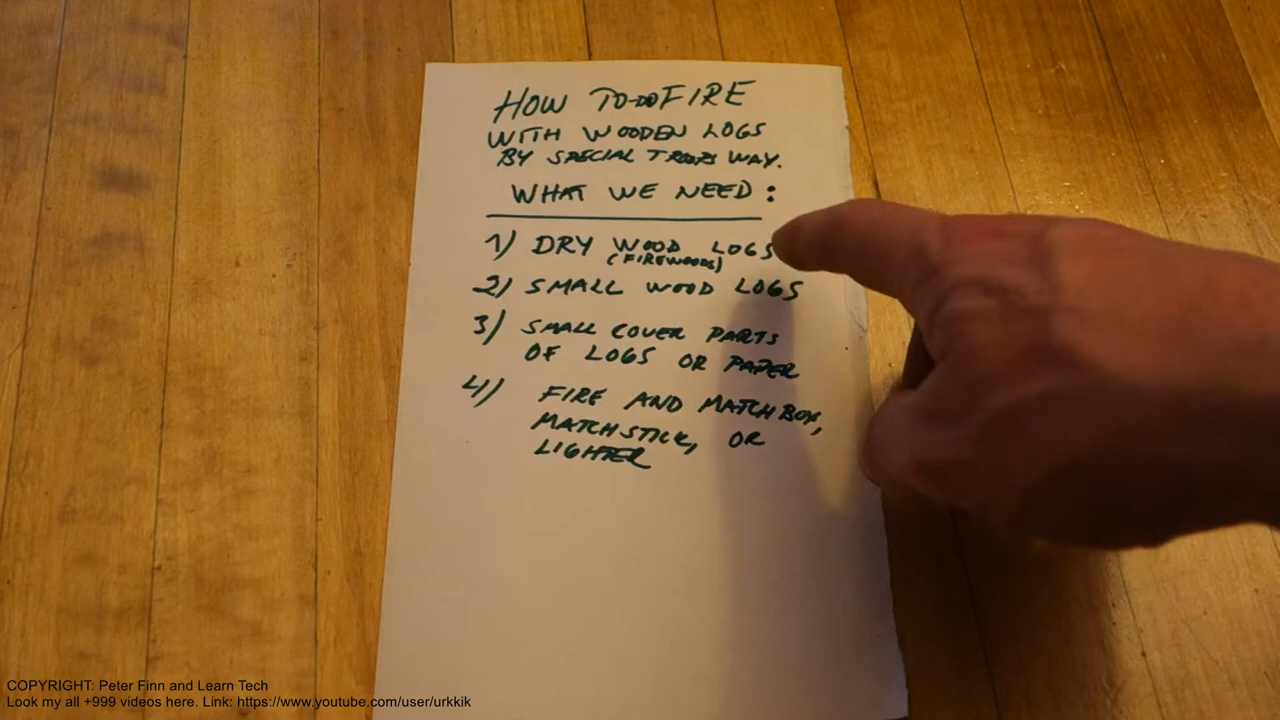 HOW TO-DO FIRE
WITH WOODEN LOGS
BY SPECIAL TROOPS WAY.
WHAT WE NEED:
1) DRY WOOD LOGS
(FIREWOODS)
2) SMALL WOOD LOGS
3) SMALL COVER PARTS
OF LOGS OR PAPER
4) FIRE AND MATCHBOX,
MATCHSTICK, OR
LIGHTER
COPYRIGHT: Peter Finn and Learn Tech
Look my all +999 videos here. Link: https://www.youtube.com/user/urkkik